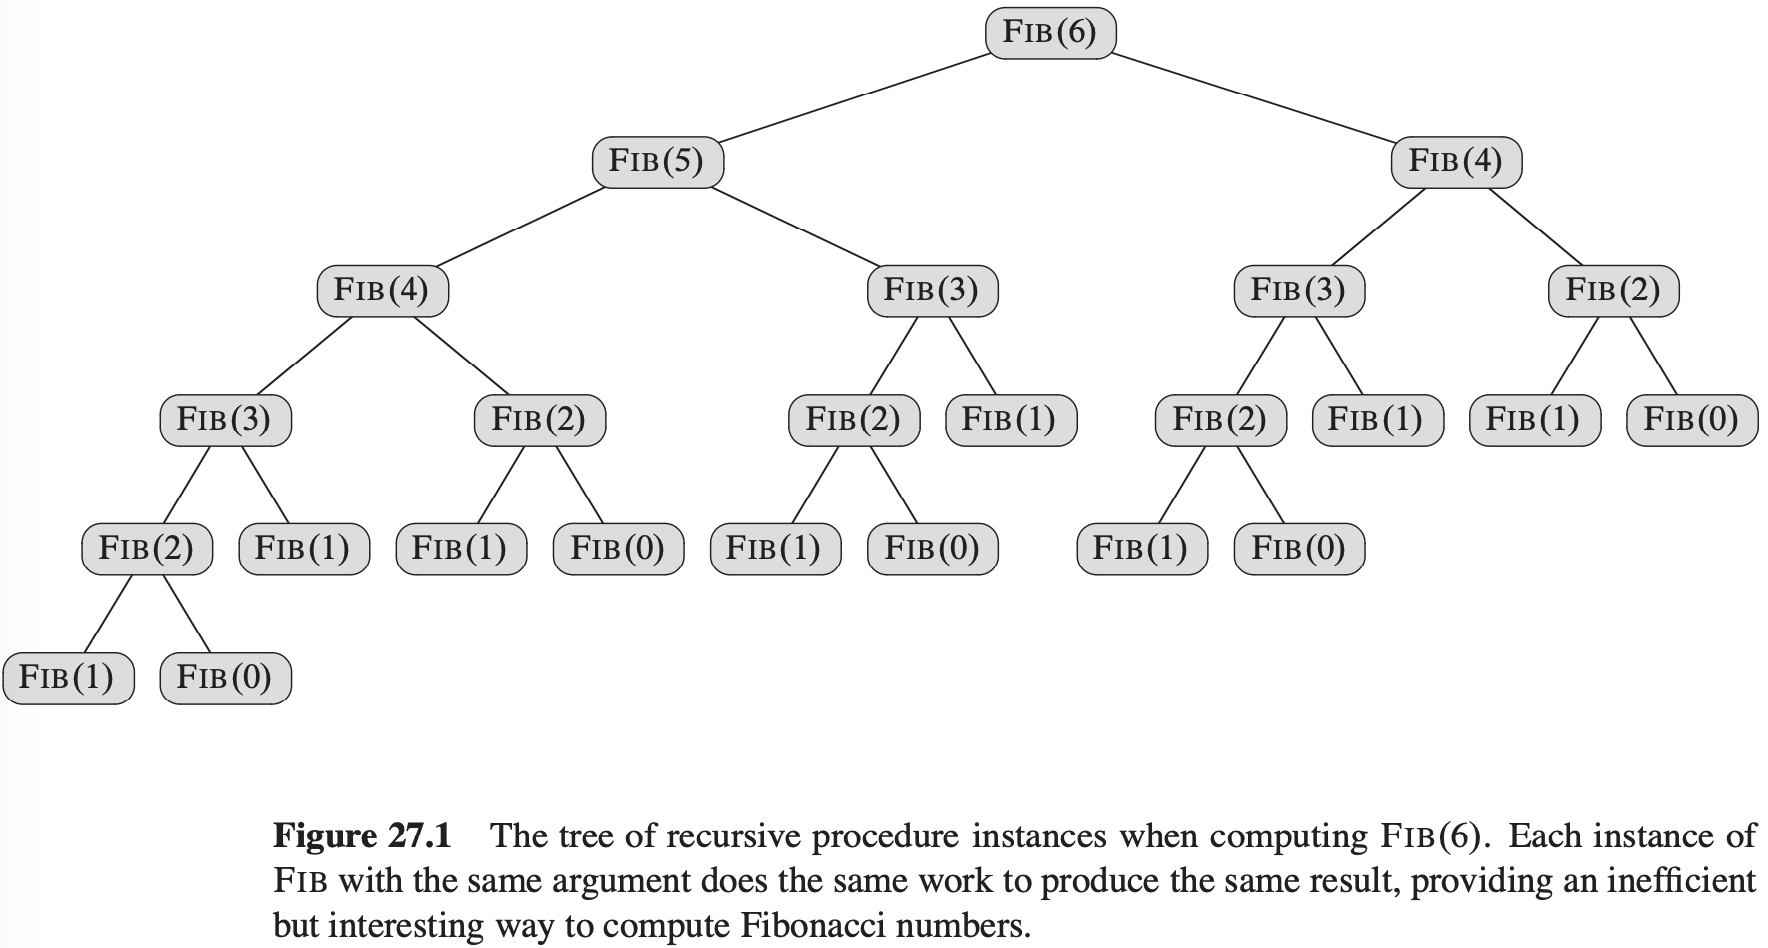 FIB(6)
FIB(5) FIB(4)
FIB(4) FIB(3) FIB(3) FIB(2)
FIB(3) FIB(2) FIB(2) FIB(1) FIB(2) FIB(1) FIB(1) FIB(0)
FIB(2) FIB(1) FIB(1) FIB(0) FIB(1) FIB(0) FIB(1) FIB(0)
FIB(1) FIB(0)
Figure 27.1 The tree of recursive procedure instances when computing FIB(6). Each instance of
FIB with the same argument does the same work to produce the same result, providing an inefficient
but interesting way to compute Fibonacci numbers.